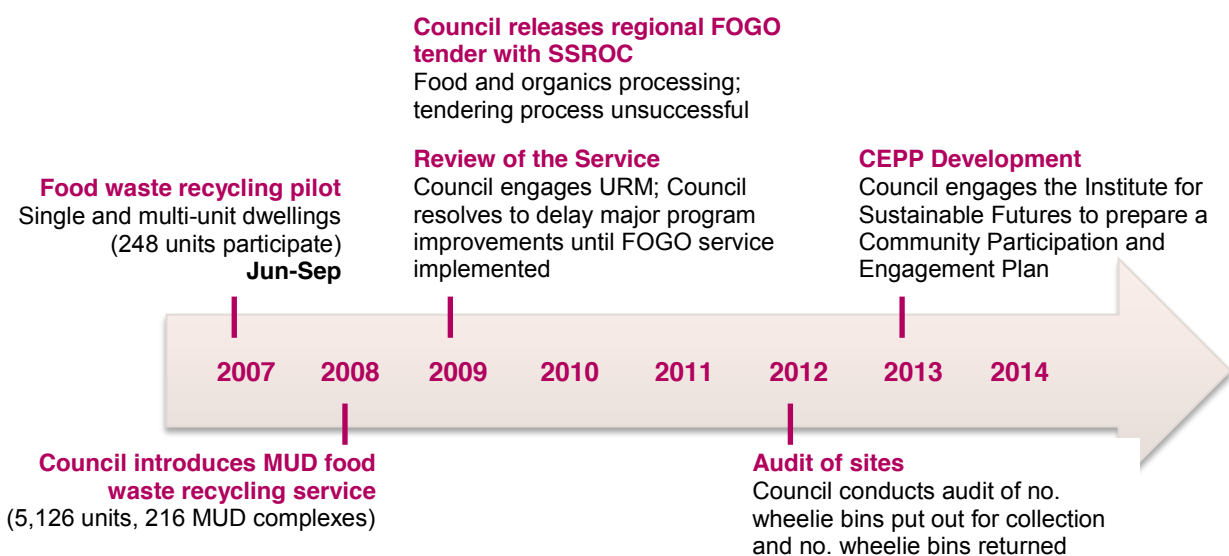 Council releases regional FOGO
tender with SSROC
Food and organics processing;
tendering process unsuccessful
Food waste recycling pilot
Single and multi-unit dwellings
(248 units participate)
Jun-Sep
Review of the Service
Council engages URM; Council
resolves to delay major program
improvements until FOGO service
implemented
CEPP Development
Council engages the Institute for
Sustainable Futures to prepare a
Community Participation and
Engagement Plan
2007 2008 2009 2010 2011 2012 2013 2014
Council introduces MUD food
waste recycling service
(5,126 units, 216 MUD complexes)
Audit of sites
Council conducts audit of no.
wheelie bins put out for collection
and no. wheelie bins returned